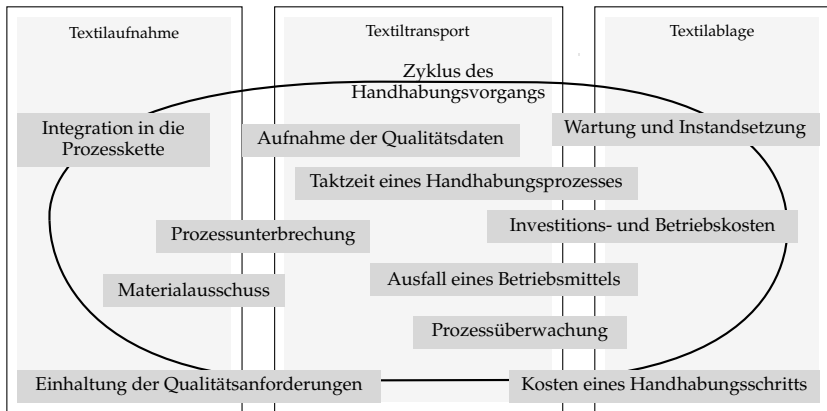 Textilaufnahme
Textiltransport
Textilablage
Zyklus des
Handhabungsvorgangs
Integration in die
Prozesskette
Aufnahme der Qualitätsdaten
Wartung und Instandsetzung
Taktzeit eines Handhabungsprozesses
Prozessunterbrechung
Investitions- und Betriebskosten
Materialausschuss
Ausfall eines Betriebsmittels
Prozessüberwachung
Einhaltung der Qualitätsanforderungen
Kosten eines Handhabungsschritts